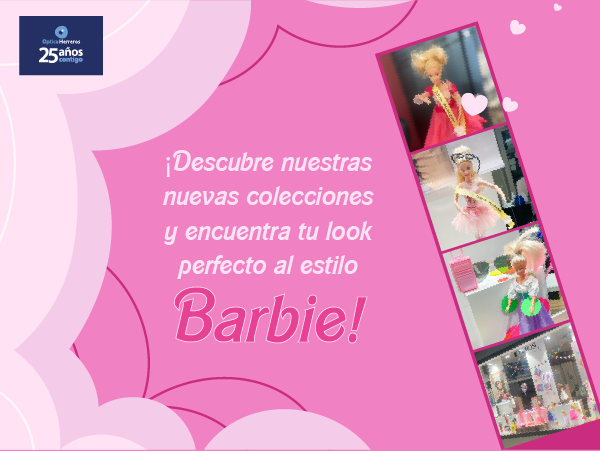 Óptica Herreros
25 años
contigo
¡Descubre nuestras
nuevas colecciones
y encuentra tu look
perfecto al estilo
Barbie!